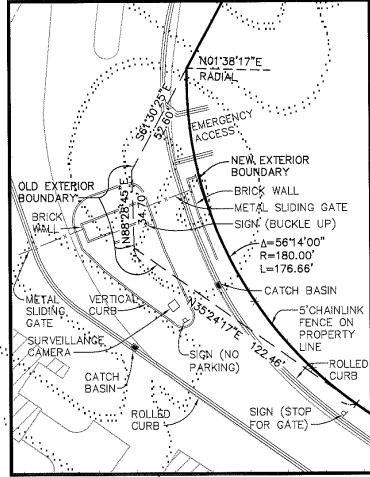 N01°38'17"E
RADIAL
S61°30'25"E
52.60'
EMERGENCY
ACCESS
NEW EXTERIOR
BOUNDARY
OLD EXTERIOR
BOUNDARY
BRICK WALL
METAL SLIDING GATE
SIGN (BUCKLE UP)
N88°28'45"E
34.70'
BRICK
WALL
Δ=56°14'00"
R=180.00'
L=176.66'
CATCH BASIN
METAL
SLIDING
GATE
VERTICAL
CURB
N35°24'17"E
122.46'
5'CHAINLINK
FENCE ON
PROPERTY
LINE
SURVEILLANCE
CAMERA
SIGN (NO
PARKING)
ROLLED
CURB
CATCH
BASIN
ROLLED
CURB
SIGN (STOP
FOR GATE)